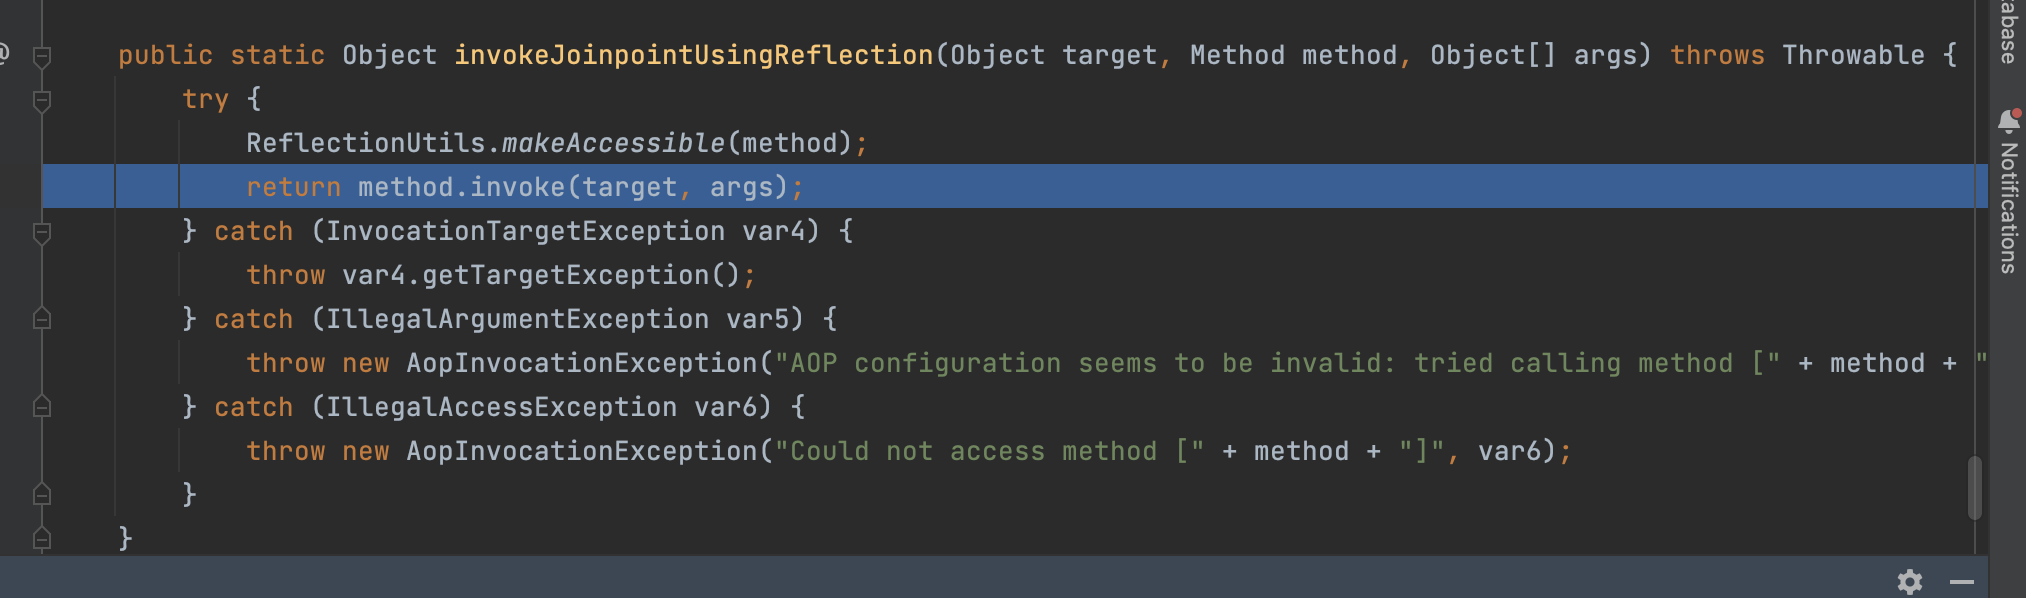 @
public static Object invokeJoinpointUsingReflection(Object target, Method method, Object[] args) throws Throwable {
try {
ReflectionUtils.makeAccessible(method);
return method.invoke(target, args);
} catch (InvocationTargetException var4) {
throw var4.getTargetException();
} catch (IllegalArgumentException var5) {
throw new AopInvocationException("AOP configuration seems to be invalid: tried calling method [" + method + "
} catch (IllegalAccessException var6) {
throw new AopInvocationException("Could not access method [" + method + "]", var6);
}
}
tabase
Notifications